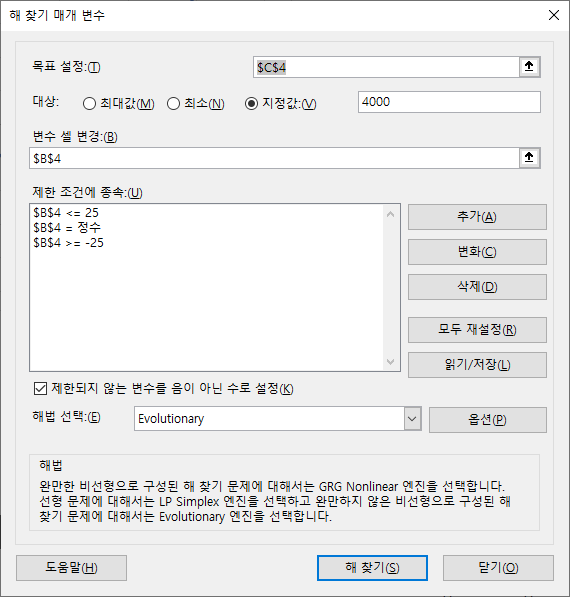 해 찾기 매개 변수
목표 설정:(T) $C$4
대상: 최대값(M) 최소(N) 지정값:(V) 4000
변수 셀 변경:(B)
$B$4
제한 조건에 종속:(U)
$B$4 <= 25
$B$4 = 정수
$B$4 >= -25
추가(A)
변화(C)
삭제(D)
모두 재설정(R)
읽기/저장(L)
제한되지 않는 변수를 음이 아닌 수로 설정(K)
해법 선택:(E) Evolutionary 옵션(P)
해법
완만한 비선형으로 구성된 해 찾기 문제에 대해서는 GRG Nonlinear 엔진을 선택합니다.
선형 문제에 대해서는 LP Simplex 엔진을 선택하고 완만하지 않은 비선형으로 구성된 해
찾기 문제에 대해서는 Evolutionary 엔진을 선택합니다.
도움말(H) 해 찾기(S) 닫기(O)